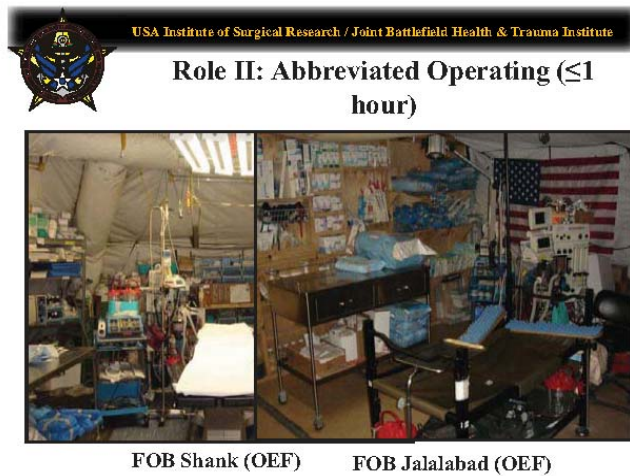 USA Institute of Surgical Research / Joint Battlefield Health & Trauma Institute
Role II: Abbreviated Operating (≤1
hour)
FOB Shank (OEF)
FOB Jalalabad (OEF)